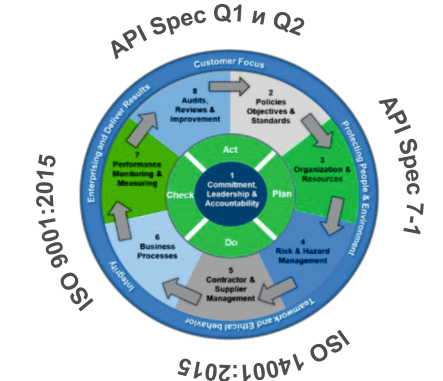 API Spec Q1 и Q2
API Spec 7-1
ISO 14001:2015
ISO 9001:2015
Customer Focus
Protecting People & Environment
Teamwork and Ethical behavior
Integrity
Enterprising and Deliver Results
1
Commitment,
Leadership &
Accountability
Act
Plan
Do
Check
2
Policies
Objectives &
Standards
3
Organization &
Resources
4
Risk & Hazard
Management
5
Contractor &
Supplier
Management
6
Business
Processes
7
Performance
Monitoring &
Measuring
8
Audits,
Reviews &
Improvement